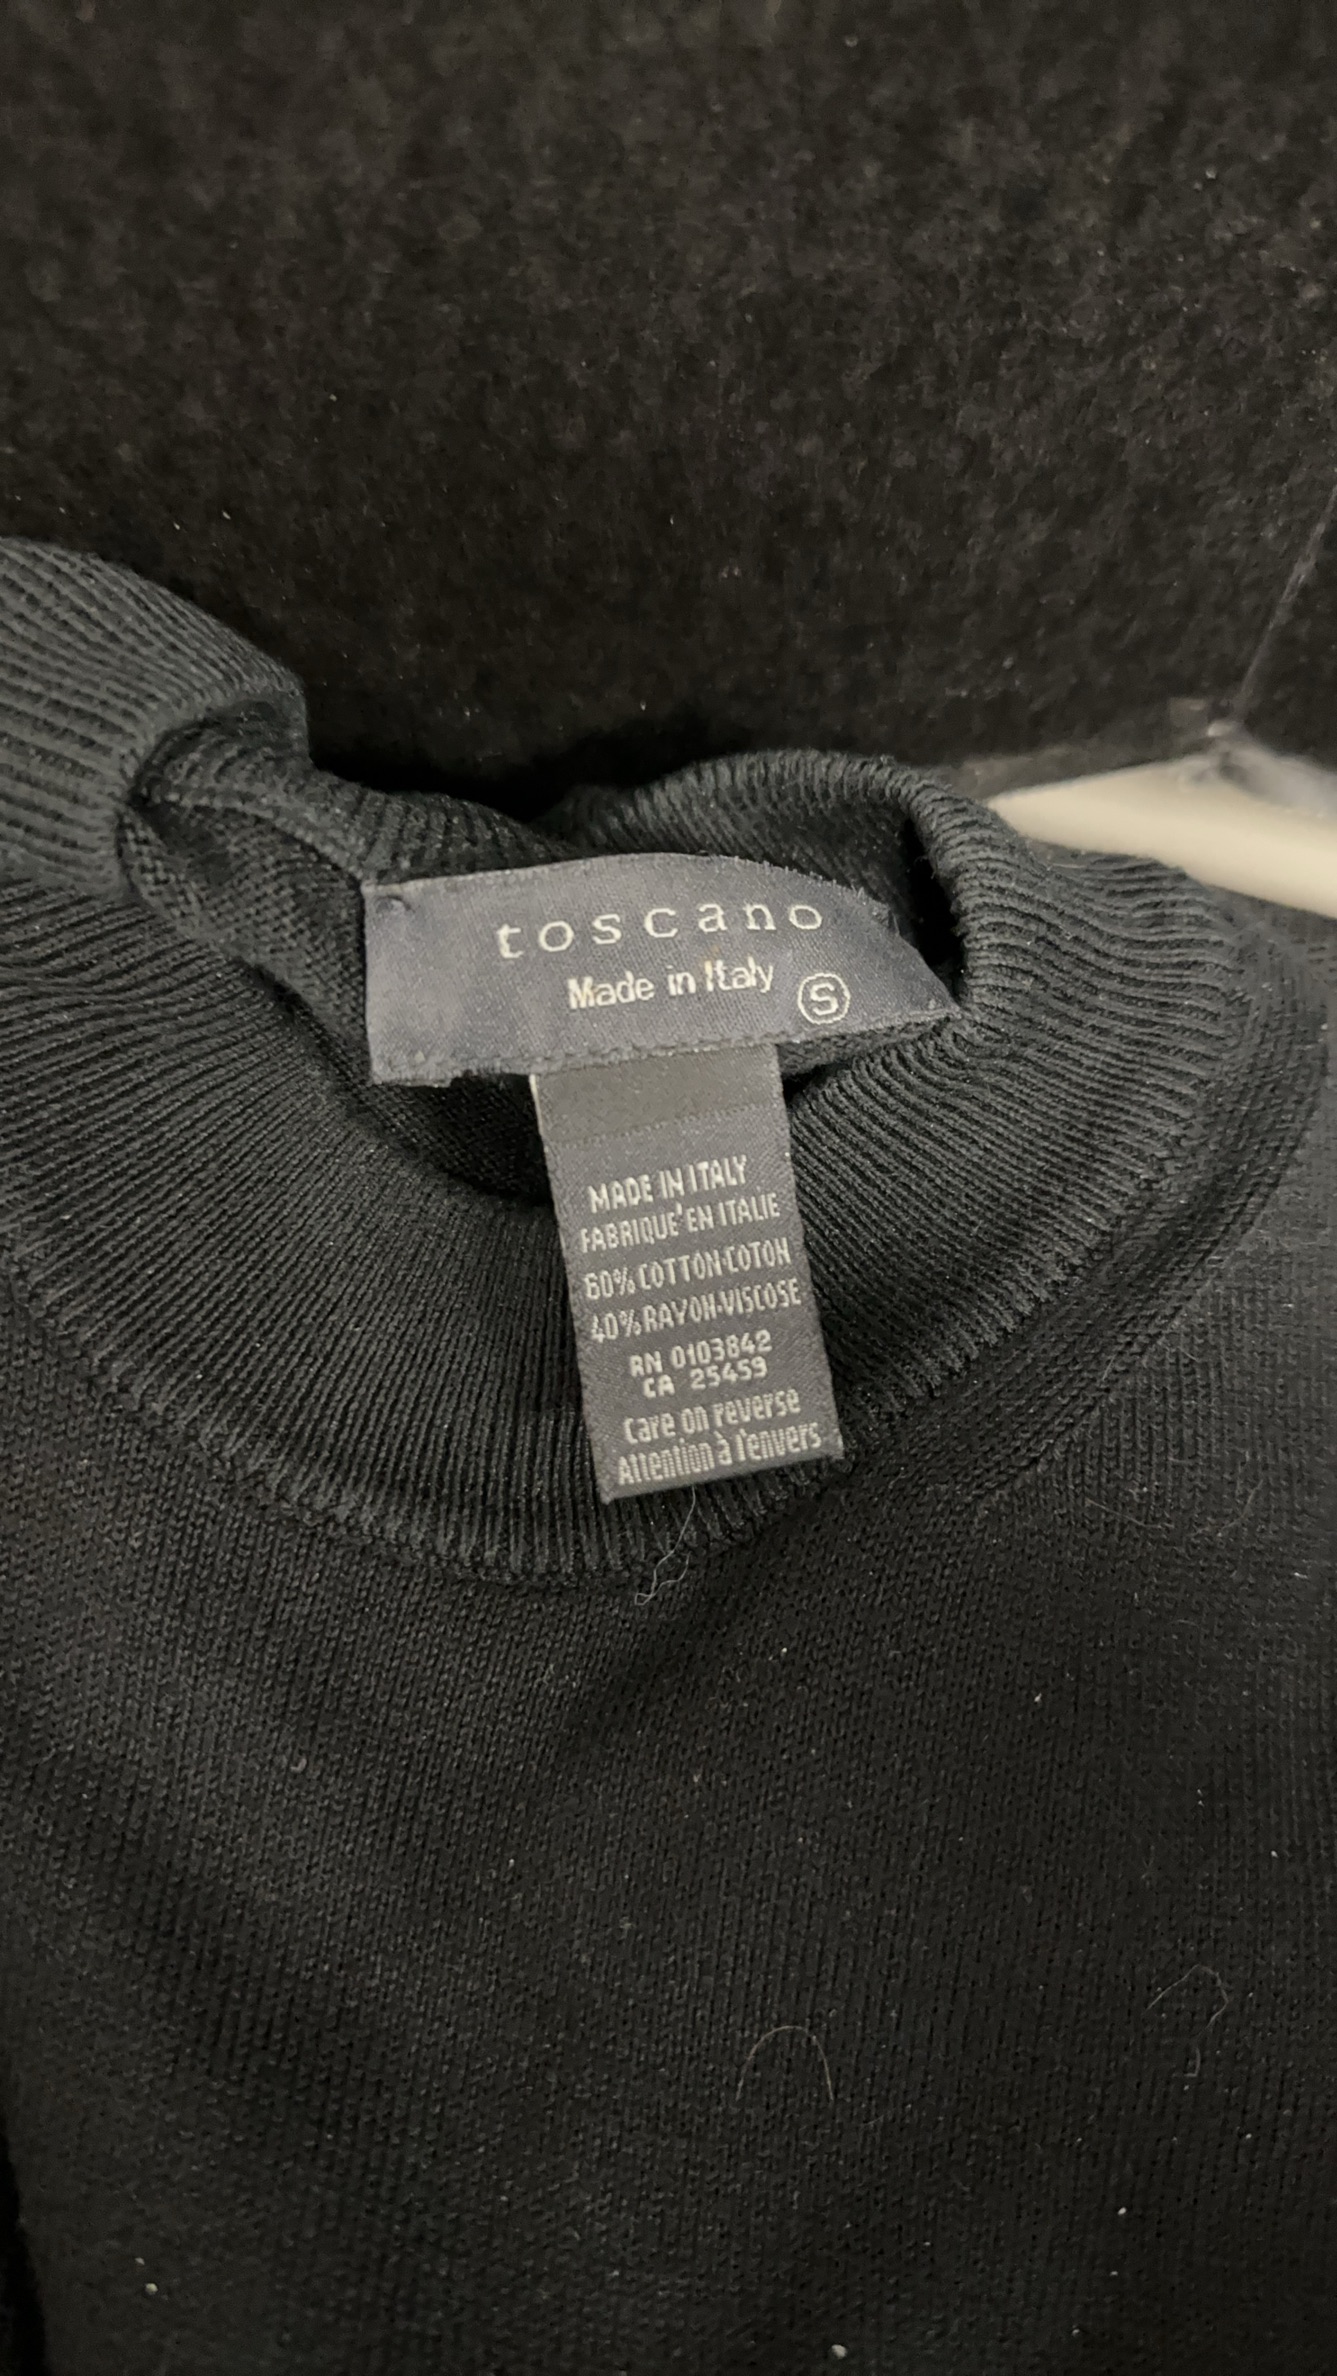 toscano
Made in Italy S
MADE IN ITALY
FABRIQUE'EN ITALIE
60% COTTON-COTON
40% RAYON-VISCOSE
RN 0103842
CA 25459
Care on reverse
Attention à l'envers